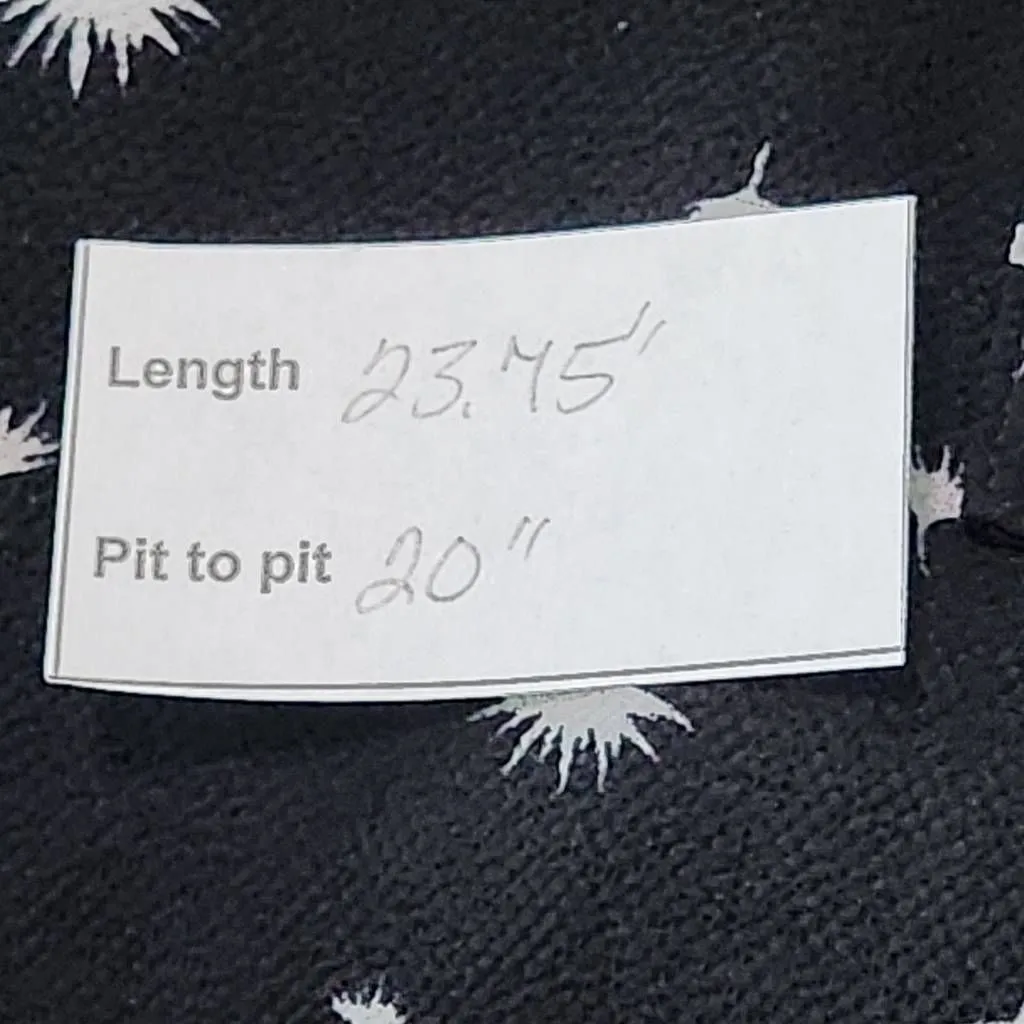 Length 23.75"
Pit to pit 20"